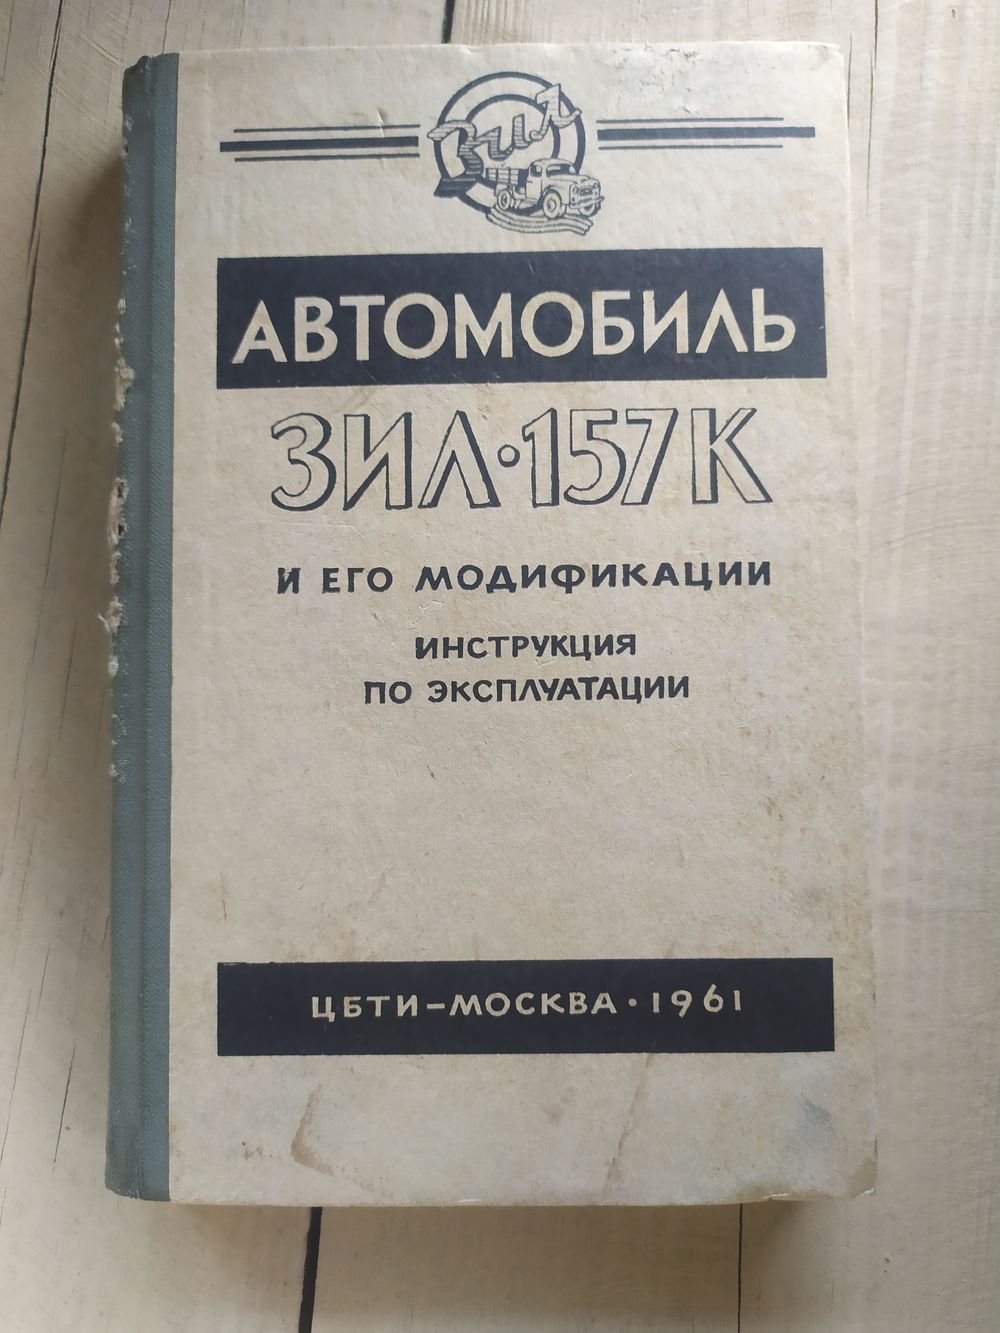 ЗИЛ
АВТОМОБИЛЬ
ЗИЛ·157К
И ЕГО МОДИФИКАЦИИ
ИНСТРУКЦИЯ
ПО ЭКСПЛУАТАЦИИ
ЦБТИ–МОСКВА·1961